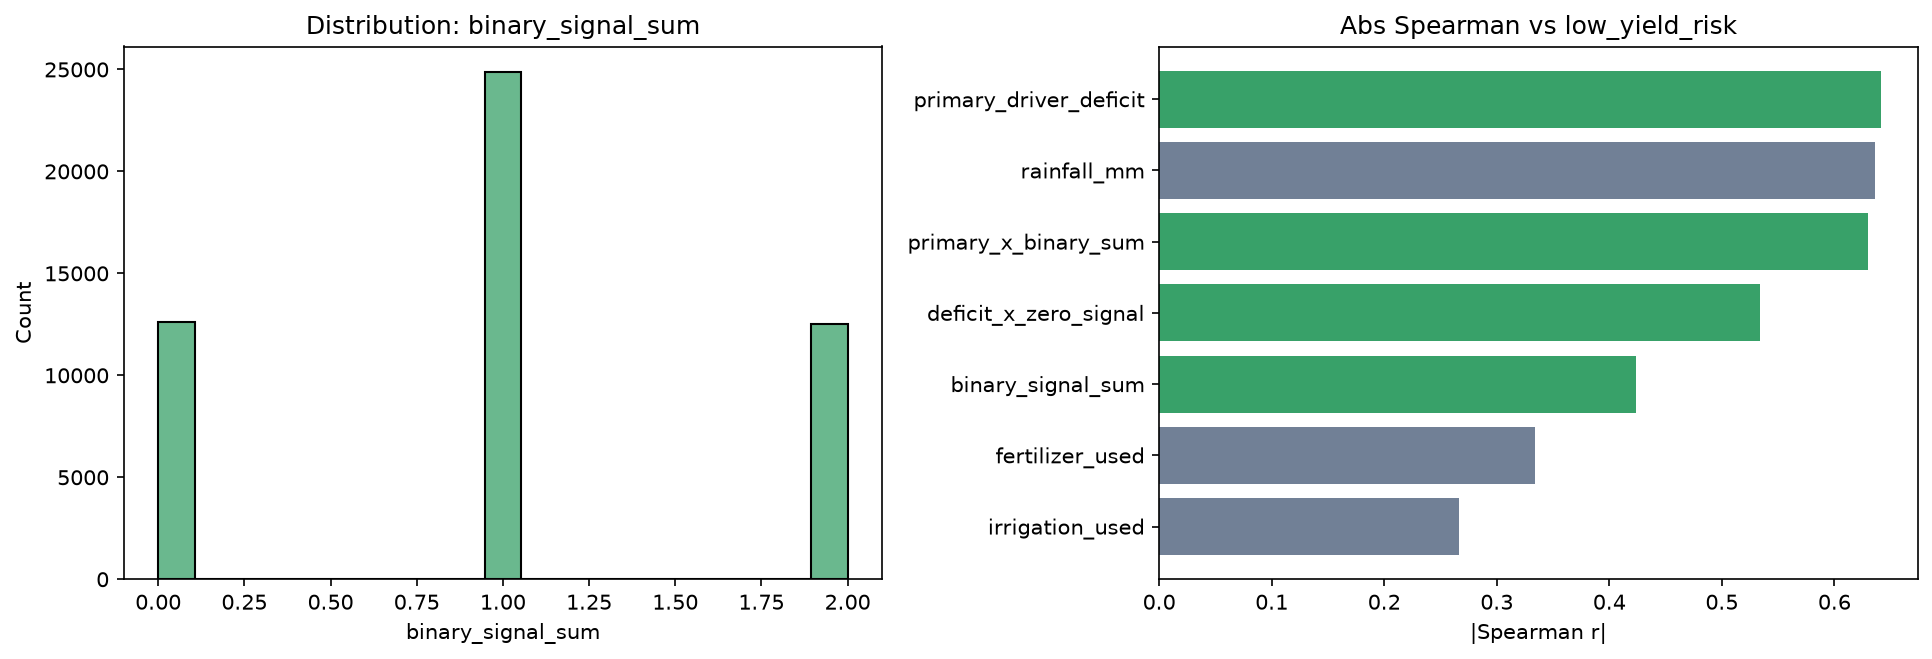 Distribution: binary_signal_sum
25000
20000
15000
10000
5000
0
Count
0.00 0.25 0.50 0.75 1.00 1.25 1.50 1.75 2.00
binary_signal_sum
Abs Spearman vs low_yield_risk
primary_driver_deficit
rainfall_mm
primary_x_binary_sum
deficit_x_zero_signal
binary_signal_sum
fertilizer_used
irrigation_used
0.0 0.1 0.2 0.3 0.4 0.5 0.6
|Spearman r|